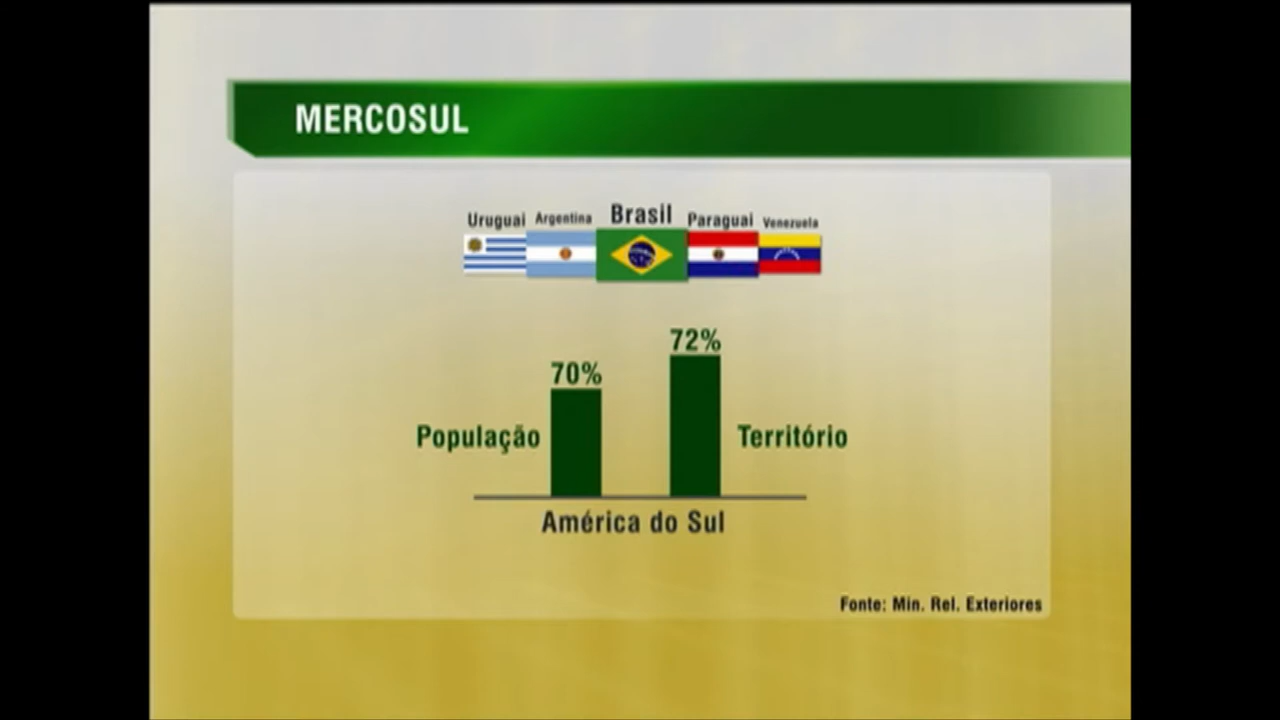 MERCOSUL
Uruguai Argentina Brasil Paraguai Venezuela
72%
70%
População Território
América do Sul
Fonte: Min. Rel. Exteriores